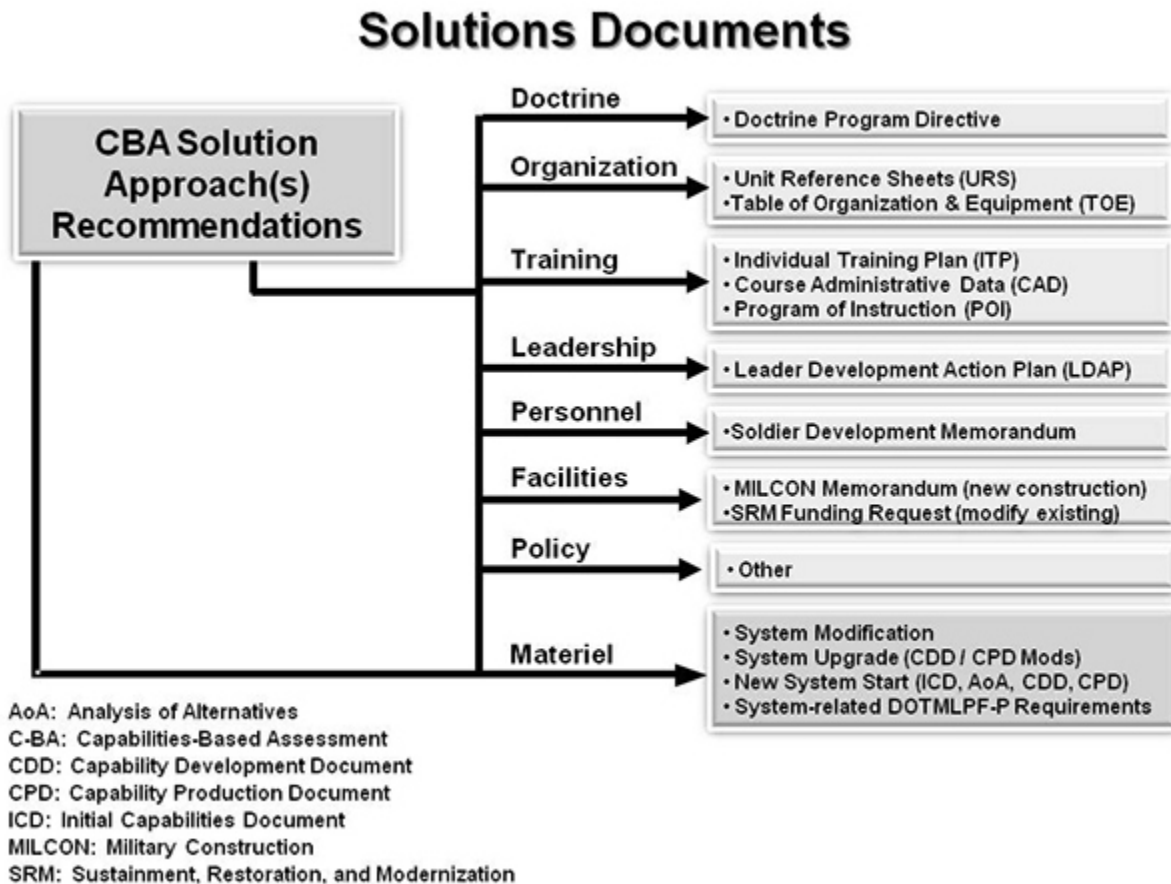 Solutions Documents
CBA Solution
Approach(s)
Recommendations
Doctrine
• Doctrine Program Directive
Organization
• Unit Reference Sheets (URS)
• Table of Organization & Equipment (TOE)
Training
• Individual Training Plan (ITP)
• Course Administrative Data (CAD)
• Program of Instruction (POI)
Leadership
• Leader Development Action Plan (LDAP)
Personnel
• Soldier Development Memorandum
Facilities
• MILCON Memorandum (new construction)
• SRM Funding Request (modify existing)
Policy
• Other
Materiel
• System Modification
• System Upgrade (CDD / CPD Mods)
• New System Start (ICD, AoA, CDD, CPD)
• System-related DOTMLPF-P Requirements
AoA: Analysis of Alternatives
C-BA: Capabilities-Based Assessment
CDD: Capability Development Document
CPD: Capability Production Document
ICD: Initial Capabilities Document
MILCON: Military Construction
SRM: Sustainment, Restoration, and Modernization